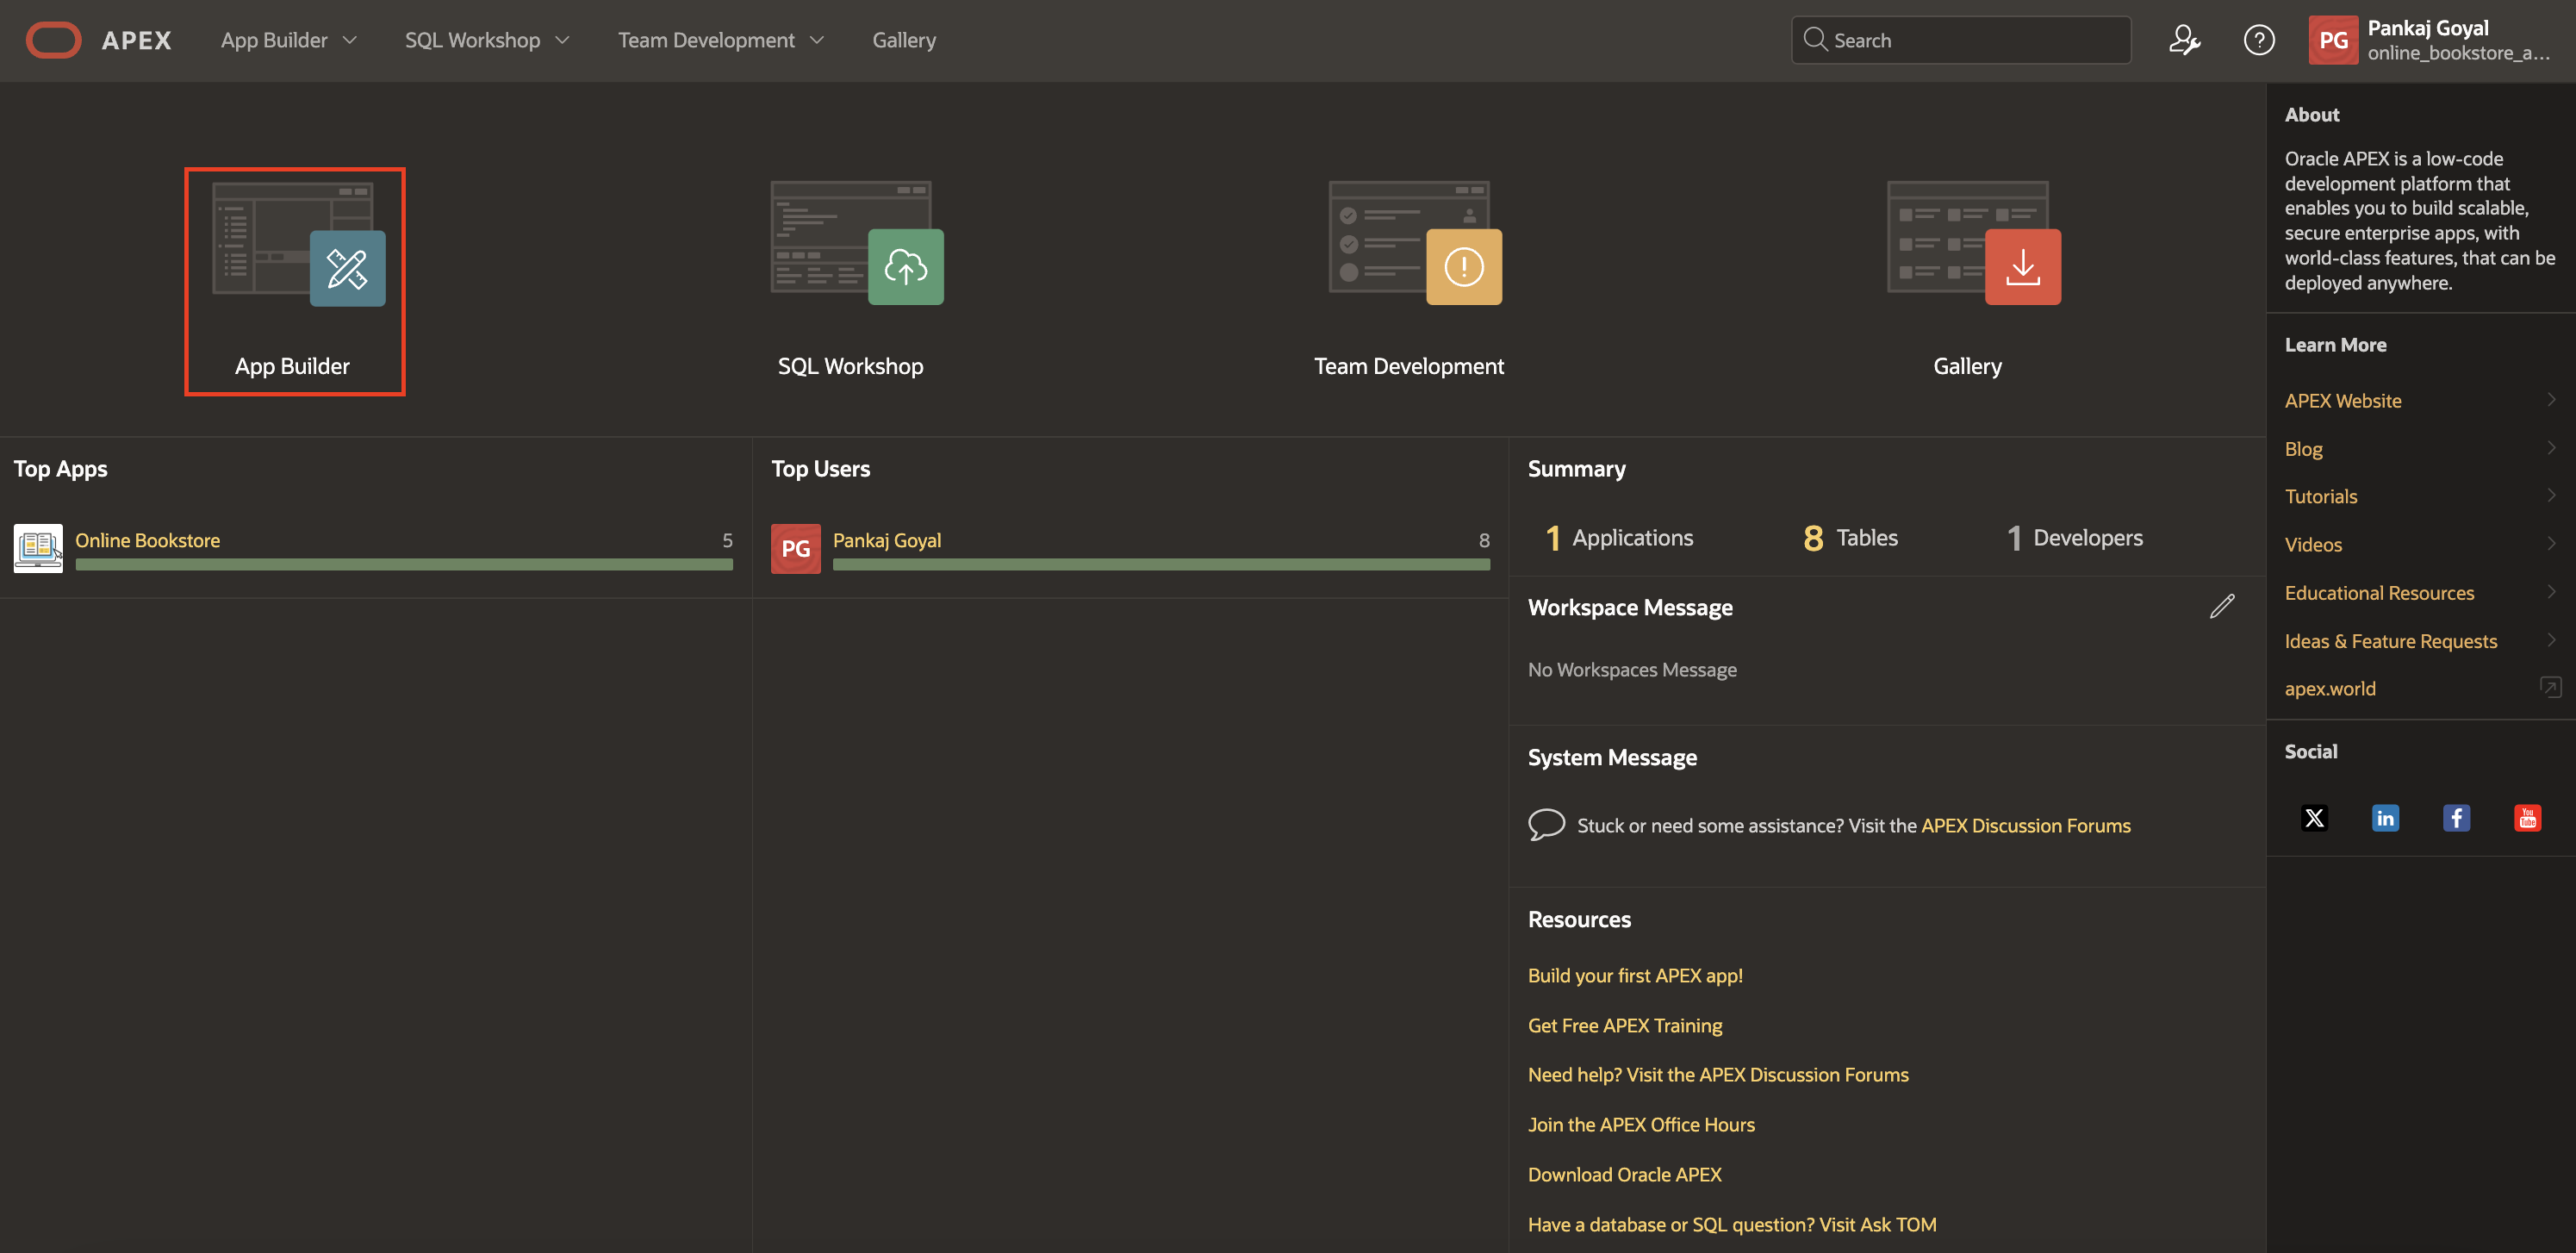 APEX
App Builder
SQL Workshop
Team Development
Gallery
Search
PG
Pankaj Goyal
online_bookstore_a...
App Builder
SQL Workshop
Team Development
Gallery
Top Apps
Online Bookstore
5
Top Users
PG
Pankaj Goyal
8
Summary
1 Applications
8 Tables
1 Developers
Workspace Message
No Workspaces Message
System Message
Stuck or need some assistance? Visit the APEX Discussion Forums
Resources
Build your first APEX app!
Get Free APEX Training
Need help? Visit the APEX Discussion Forums
Join the APEX Office Hours
Download Oracle APEX
Have a database or SQL question? Visit Ask TOM
About
Oracle APEX is a low-code
development platform that
enables you to build scalable,
secure enterprise apps, with
world-class features, that can be
deployed anywhere.
Learn More
APEX Website
Blog
Tutorials
Videos
Educational Resources
Ideas & Feature Requests
apex.world
Social
X
in
f
You
Tube